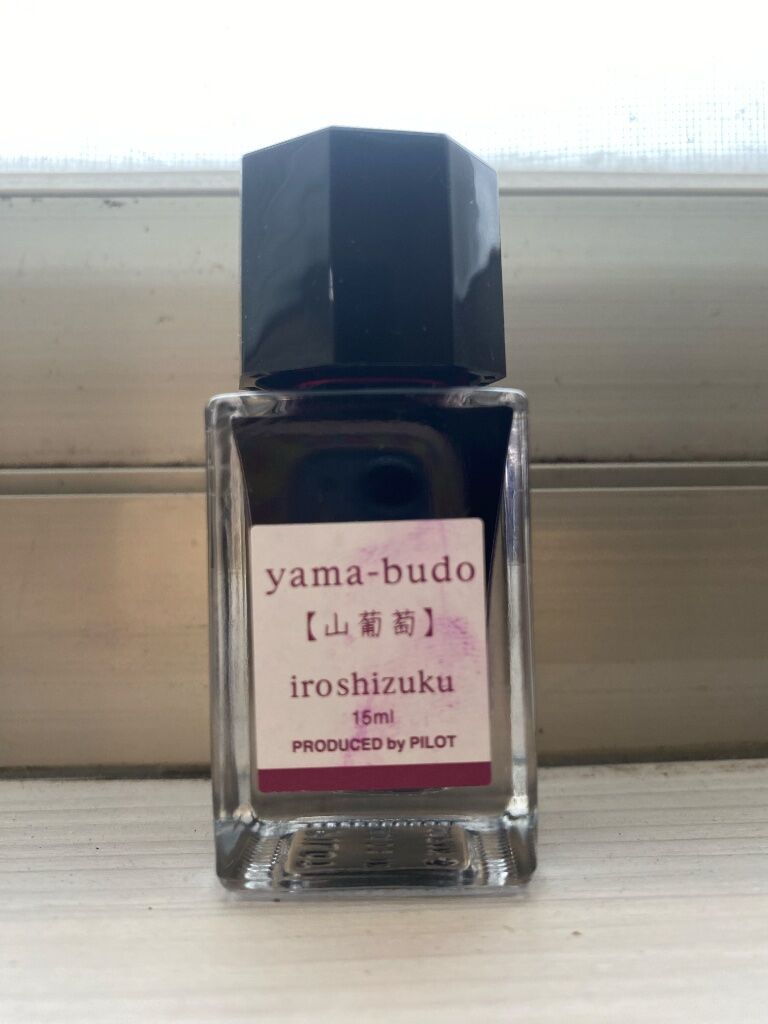 yama-budo
【山葡萄】
iroshizuku
15ml
PRODUCED by PILOT